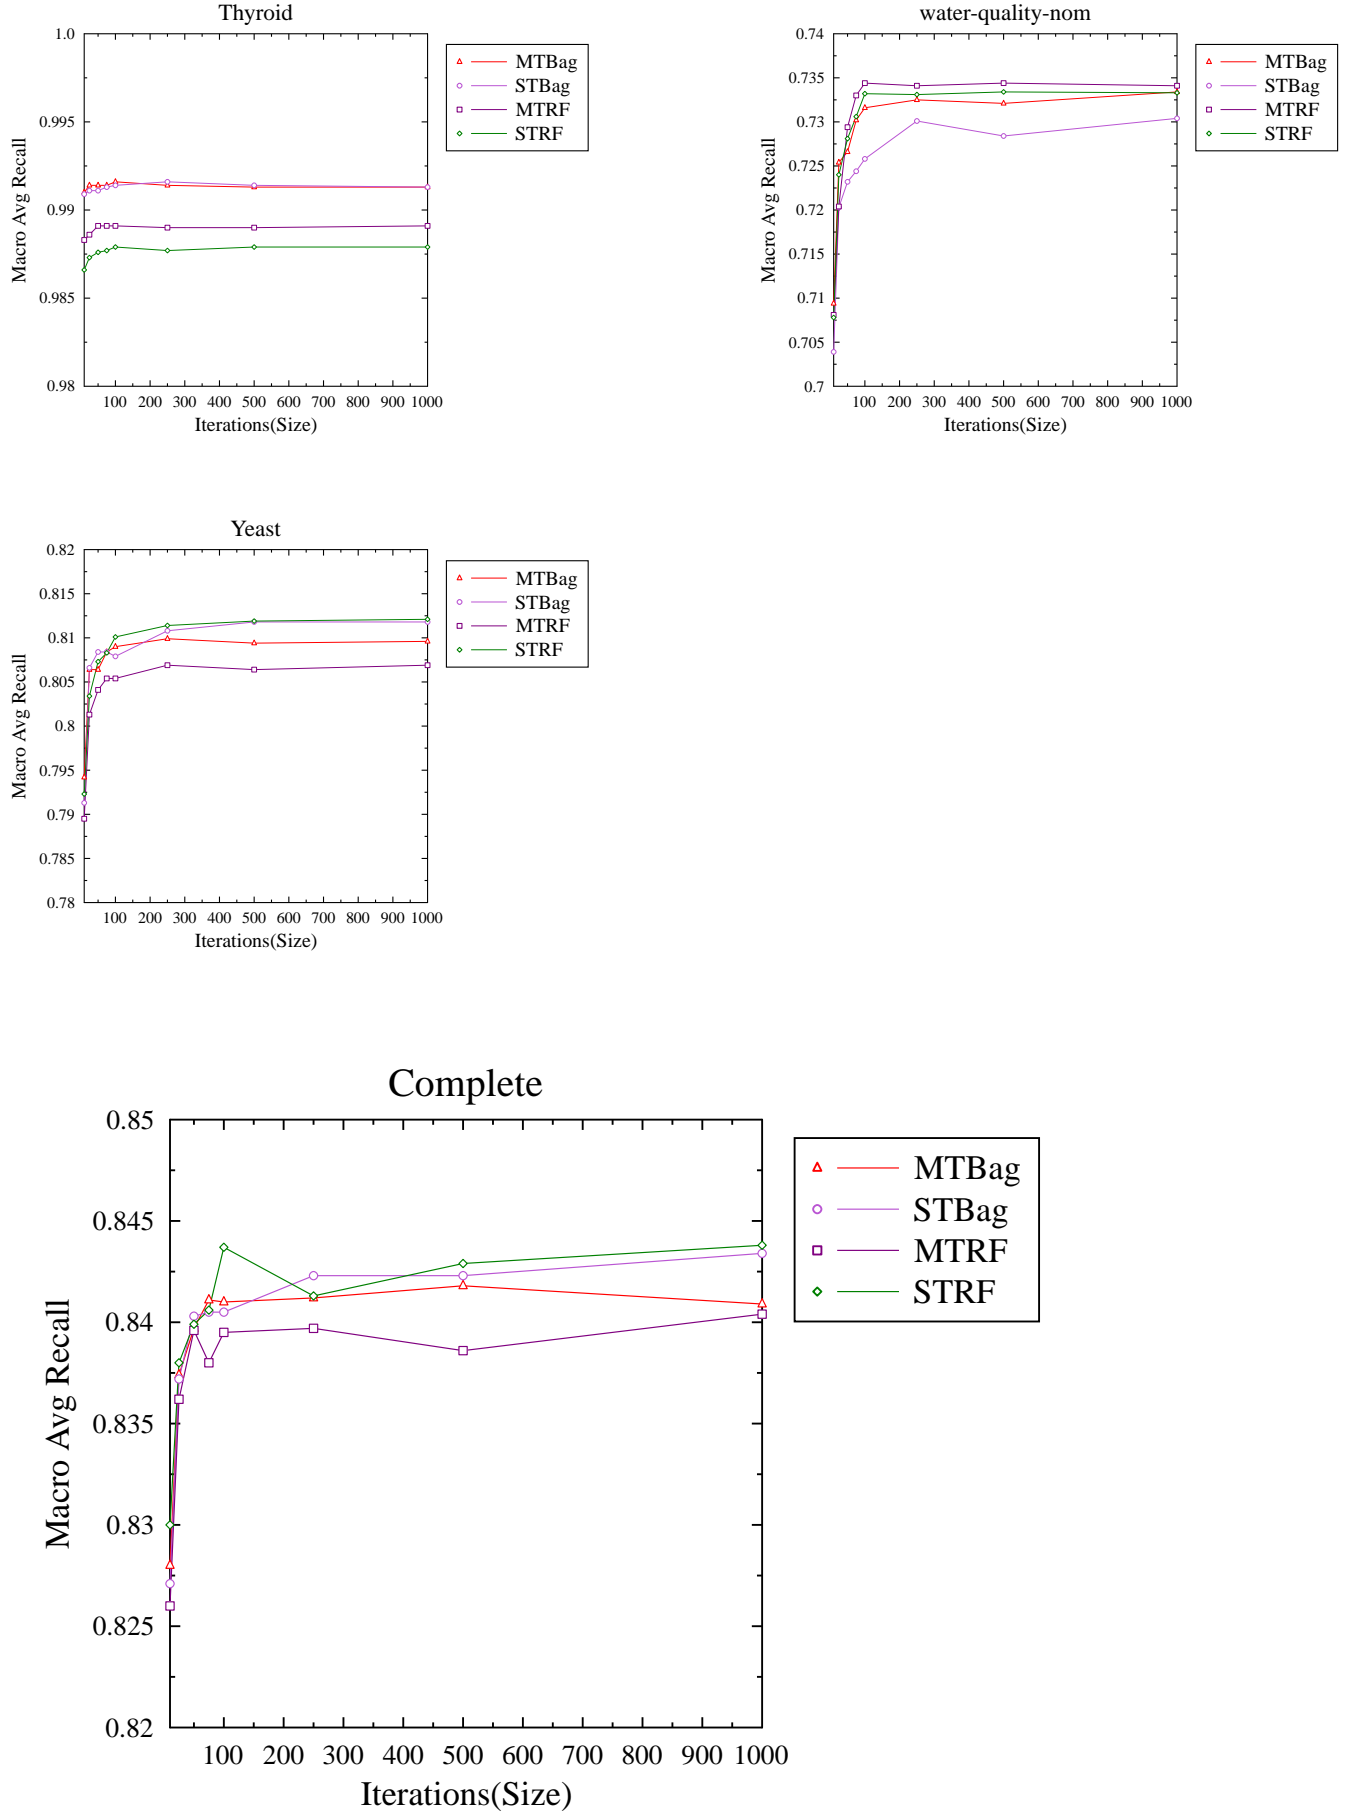 Thyroid
1.0
0.995
0.99
0.985
0.98
Macro Avg Recall
100 200 300 400 500 600 700 800 900 1000
Iterations(Size)
MTBag
STBag
MTRF
STRF
water-quality-nom
0.74
0.735
0.73
0.725
0.72
0.715
0.71
0.705
0.7
Macro Avg Recall
100 200 300 400 500 600 700 800 900 1000
Iterations(Size)
MTBag
STBag
MTRF
STRF
Yeast
0.82
0.815
0.81
0.805
0.8
0.795
0.79
0.785
0.78
Macro Avg Recall
100 200 300 400 500 600 700 800 900 1000
Iterations(Size)
MTBag
STBag
MTRF
STRF
Complete
0.85
0.845
0.84
0.835
0.83
0.825
0.82
Macro Avg Recall
100 200 300 400 500 600 700 800 900 1000
Iterations(Size)
MTBag
STBag
MTRF
STRF